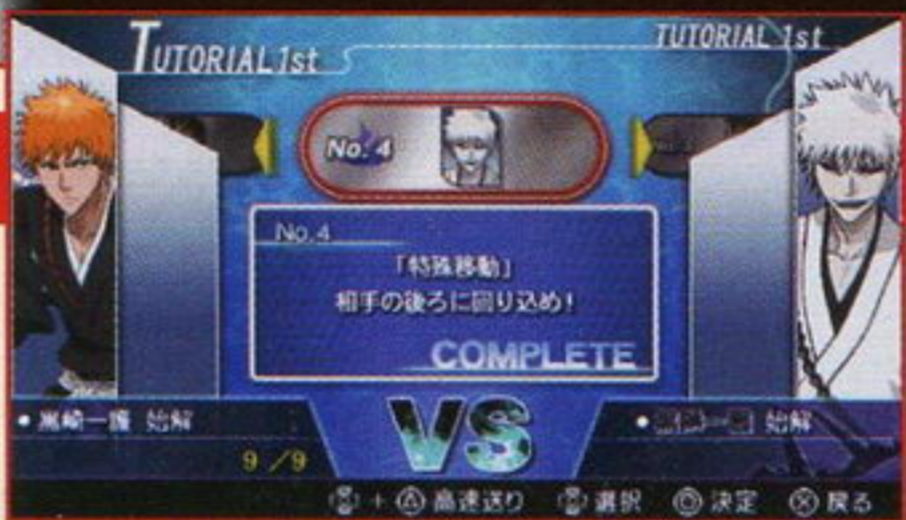 TUTORIAL 1st
TUTORIAL 1st
No. 4
No.4
「特殊移動」
相手の後ろに回り込め!
COMPLETE
VS
• 黒崎一護 始解
• 始解
9 / 9
+ Ⓐ 高速送り 選択 ◎ 決定 ⊗ 戻る